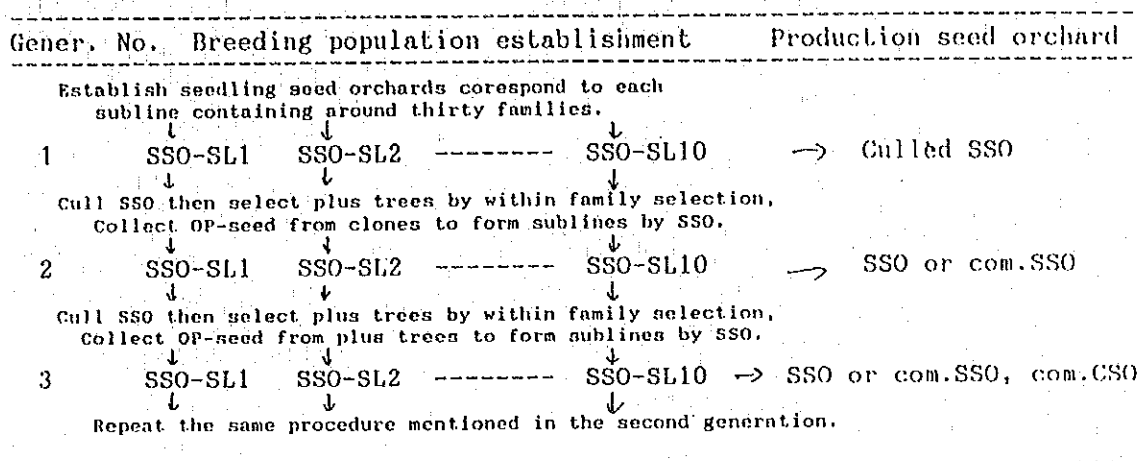 Gener. No. Breeding population establishment Production seed orchard
Establish seedling seed orchards corespond to each
subline containing around thirty families.
↓ ↓ ↓
1 SSO-SL1 SSO-SL2 -------- SSO-SL10 → Culled SSO
↓ ↓ ↓
Cull SSO then select plus trees by within family selection,
Collect OP-seed from clones to form sublines by SSO.
↓ ↓ ↓
2 SSO-SL1 SSO-SL2 -------- SSO-SL10 → SSO or com.SSO
↓ ↓ ↓
Cull SSO then select plus trees by within family selection,
Collect OP-seed from plus trees to form sublines by SSO.
↓ ↓ ↓
3 SSO-SL1 SSO-SL2 -------- SSO-SL10 → SSO or com.SSO, com.CSO
↓ ↓ ↓
Repeat the same procedure mentioned in the second generation.